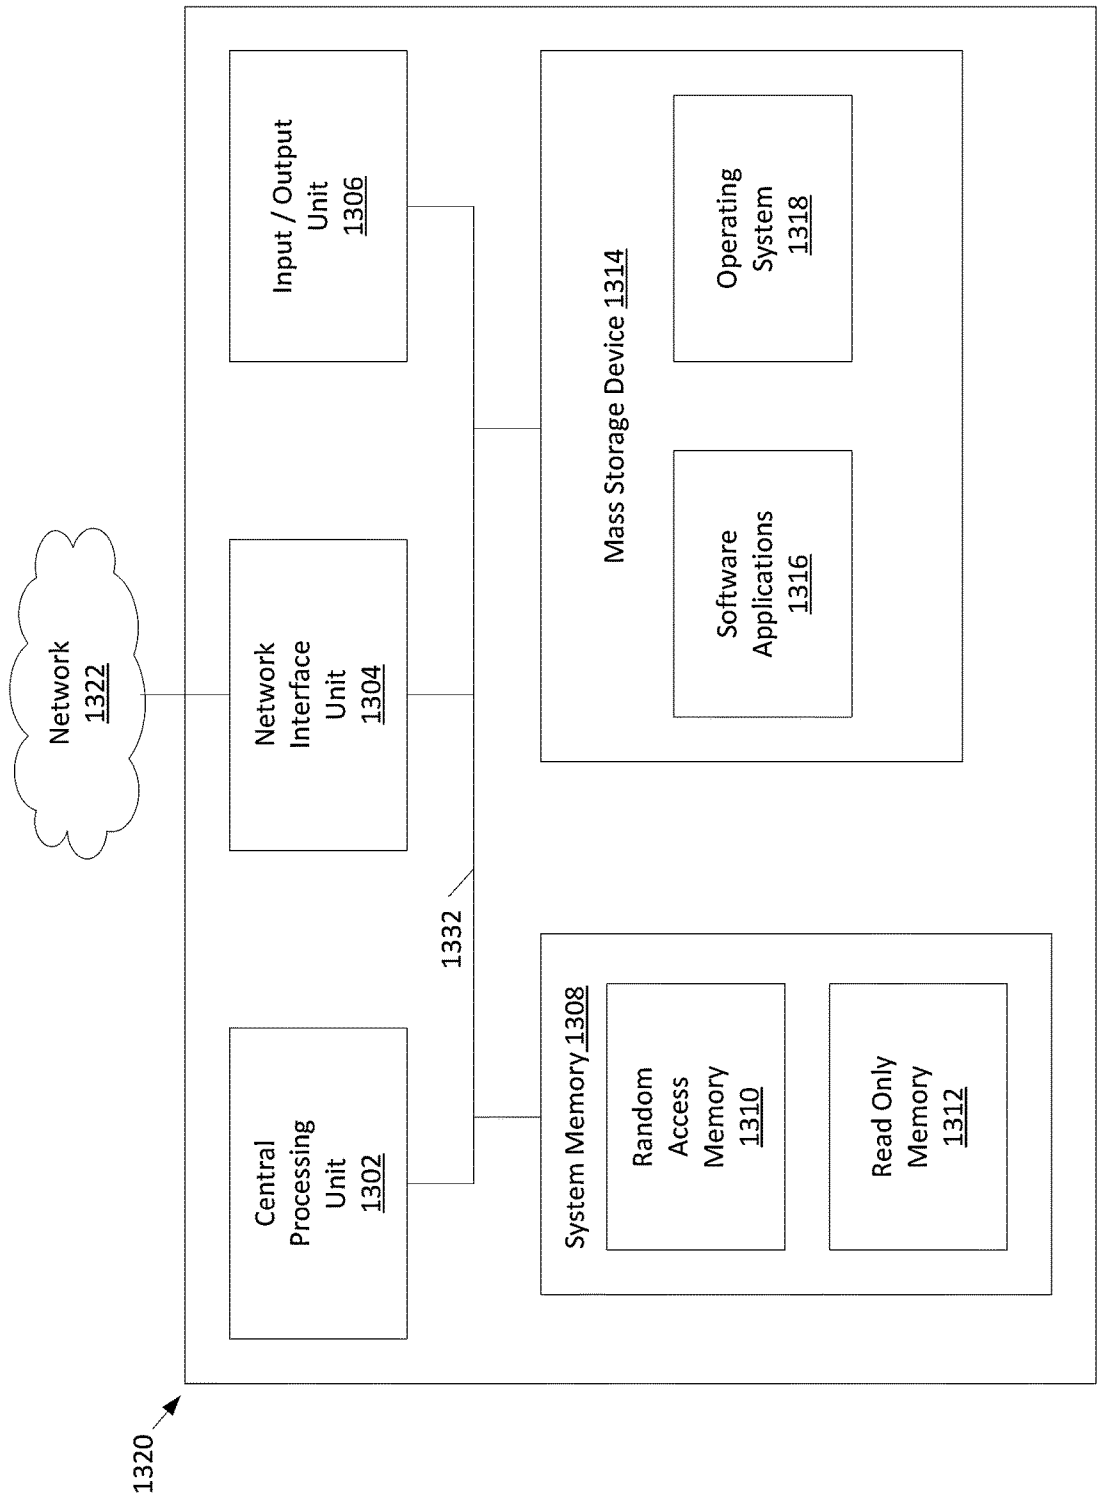 1320
Network
1322
Central
Processing
Unit
1302
Network
Interface
Unit
1304
Input / Output
Unit
1306
1332
System Memory 1308
Random
Access
Memory
1310
Read Only
Memory
1312
Mass Storage Device 1314
Software
Applications
1316
Operating
System
1318